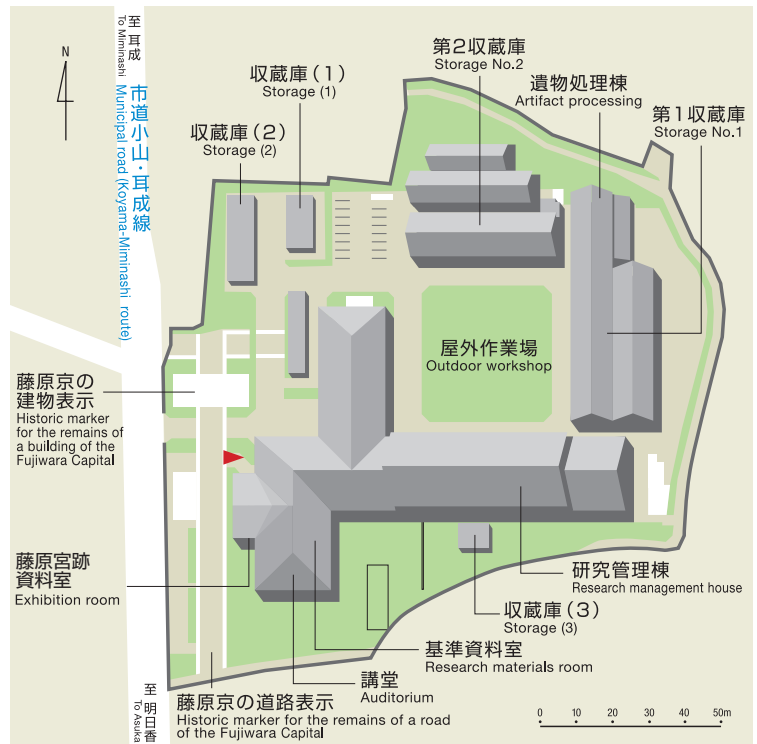 N
至 耳成
To Miminashi
市道小山・耳成線
Municipal road (Koyama-Miminashi route)
収蔵庫(1)
Storage (1)
収蔵庫(2)
Storage (2)
第2収蔵庫
Storage No.2
遺物処理棟
Artifact processing
第1収蔵庫
Storage No.1
屋外作業場
Outdoor workshop
藤原京の
建物表示
Historic marker
for the remains of
a building of the
Fujiwara Capital
藤原宮跡
資料室
Exhibition room
研究管理棟
Research management house
収蔵庫(3)
Storage (3)
基準資料室
Research materials room
講堂
Auditorium
藤原京の道路表示
Historic marker for the remains of a road
of the Fujiwara Capital
至 明日香
To Asuka
0 10 20 30 40 50m